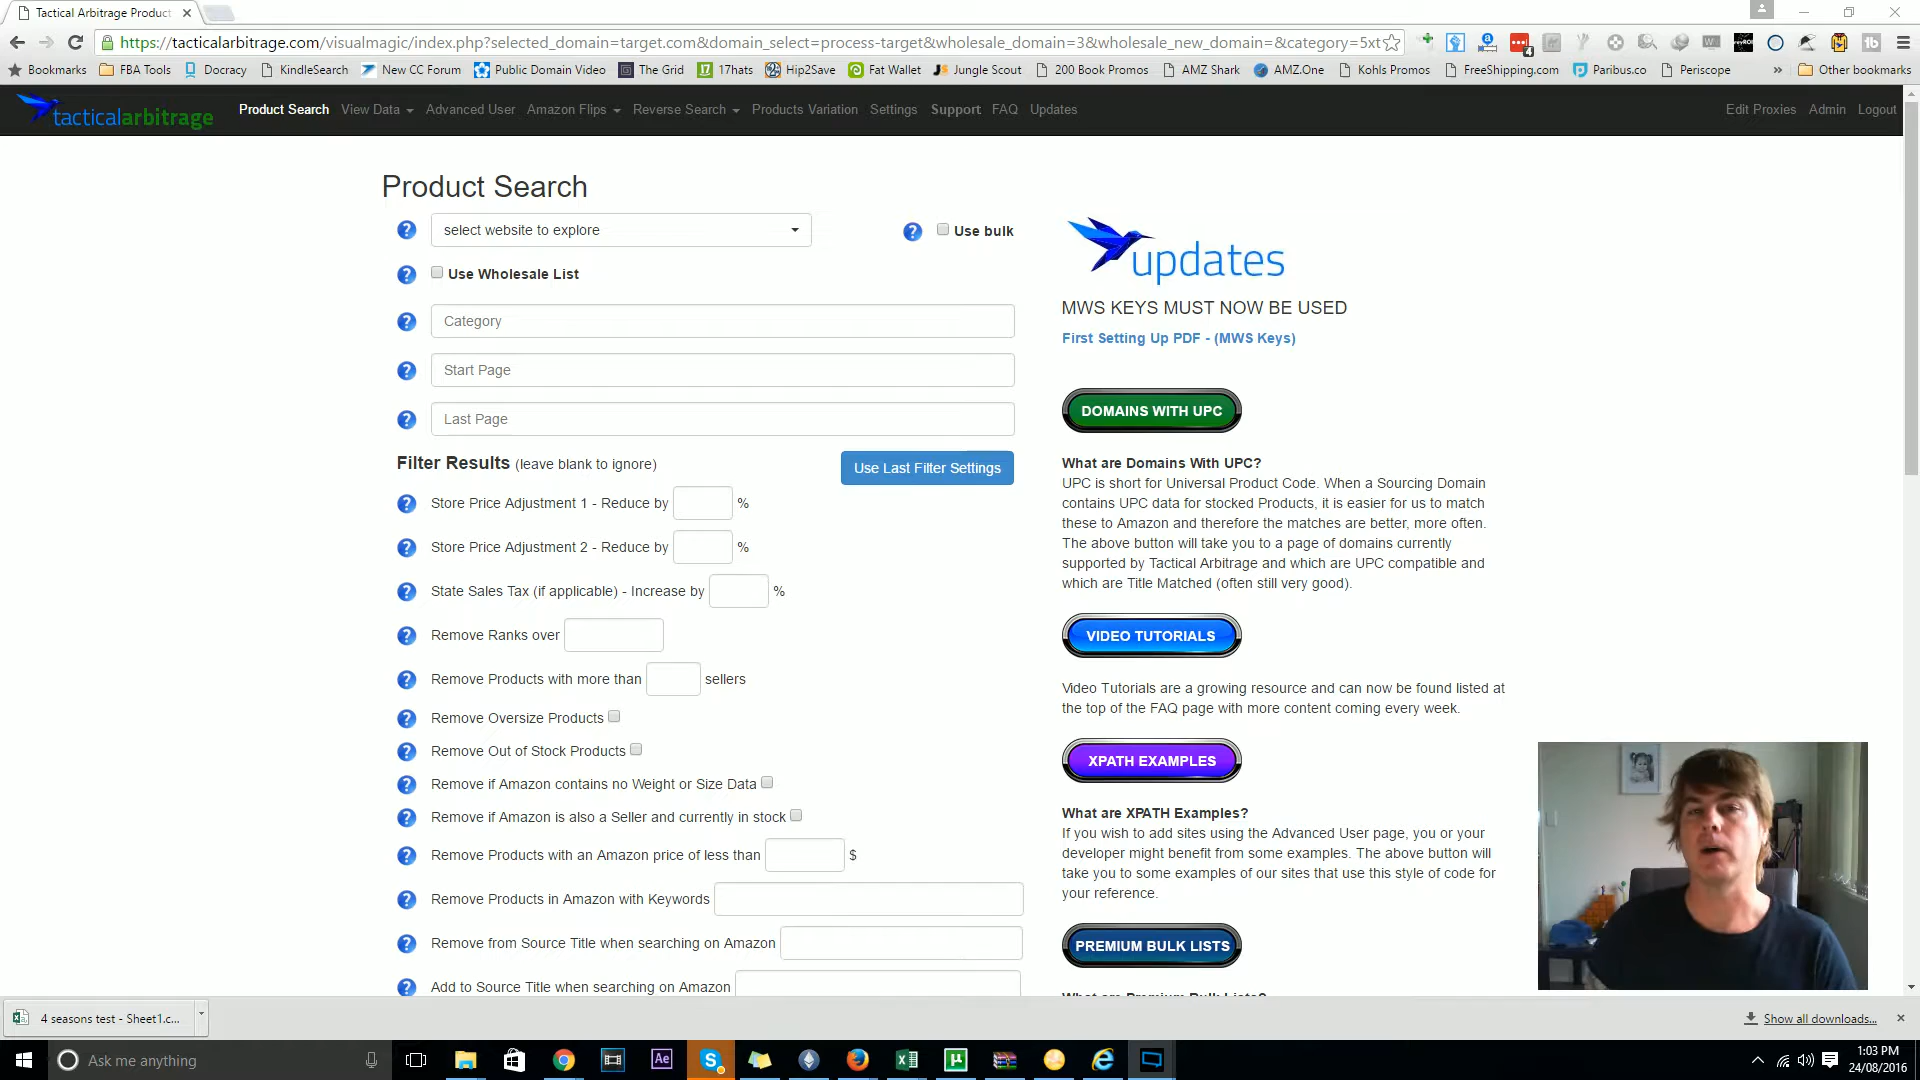 Tactical Arbitrage Product
https://tacticalarbitrage.com/visualmagic/index.php?selected_domain=target.com&domain_select=process-target&wholesale_domain=3&wholesale_new_domain=&category=5xt
Bookmarks FBA Tools Docracy KindleSearch New CC Forum Public Domain Video The Grid 17hats Hip2Save Fat Wallet Jungle Scout 200 Book Promos AMZ Shark AMZ.One Kohls Promos FreeShipping.com Paribus.co Periscope » Other bookmarks
tacticalarbitrage Product Search View Data Advanced User Amazon Flips Reverse Search Products Variation Settings Support FAQ Updates Edit Proxies Admin Logout
Product Search
select website to explore
Use bulk
Use Wholesale List
Category
Start Page
Last Page
Filter Results (leave blank to ignore)
Use Last Filter Settings
Store Price Adjustment 1 - Reduce by %
Store Price Adjustment 2 - Reduce by %
State Sales Tax (if applicable) - Increase by %
Remove Ranks over
Remove Products with more than sellers
Remove Oversize Products
Remove Out of Stock Products
Remove if Amazon contains no Weight or Size Data
Remove if Amazon is also a Seller and currently in stock
Remove Products with an Amazon price of less than $
Remove Products in Amazon with Keywords
Remove from Source Title when searching on Amazon
Add to Source Title when searching on Amazon
updates
MWS KEYS MUST NOW BE USED
First Setting Up PDF - (MWS Keys)
DOMAINS WITH UPC
What are Domains With UPC?
UPC is short for Universal Product Code. When a Sourcing Domain
contains UPC data for stocked Products, it is easier for us to match
these to Amazon and therefore the matches are better, more often.
The above button will take you to a page of domains currently
supported by Tactical Arbitrage and which are UPC compatible and
which are Title Matched (often still very good).
VIDEO TUTORIALS
Video Tutorials are a growing resource and can now be found listed at
the top of the FAQ page with more content coming every week.
XPATH EXAMPLES
What are XPATH Examples?
If you wish to add sites using the Advanced User page, you or your
developer might benefit from some examples. The above button will
take you to some examples of our sites that use this style of code for
your reference.
PREMIUM BULK LISTS
What are Premium Bulk Lists?
4 seasons test - Sheet1.c...
Show all downloads...
Ask me anything
1:03 PM
24/08/2016